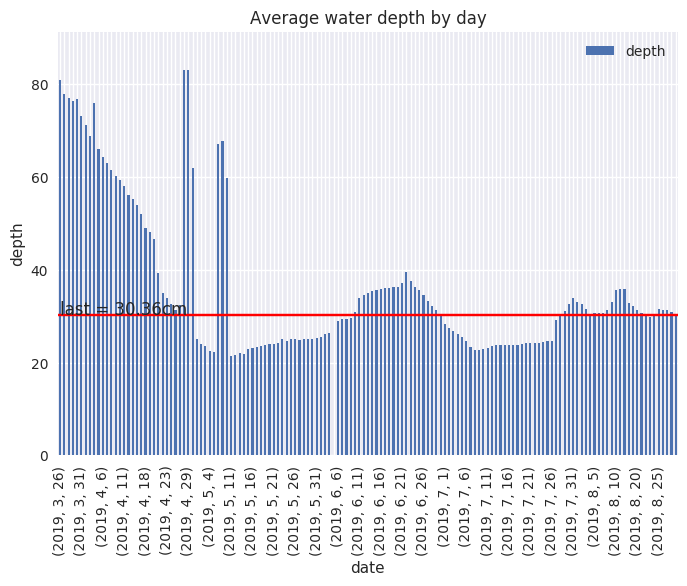 Average water depth by day
depth
80
60
40
20
0
depth
last = 30.36cm
(2019, 3, 26)
(2019, 3, 31)
(2019, 4, 6)
(2019, 4, 11)
(2019, 4, 18)
(2019, 4, 23)
(2019, 4, 29)
(2019, 5, 4)
(2019, 5, 11)
(2019, 5, 16)
(2019, 5, 21)
(2019, 5, 26)
(2019, 5, 31)
(2019, 6, 6)
(2019, 6, 11)
(2019, 6, 16)
(2019, 6, 21)
(2019, 6, 26)
(2019, 7, 1)
(2019, 7, 6)
(2019, 7, 11)
(2019, 7, 16)
(2019, 7, 21)
(2019, 7, 26)
(2019, 7, 31)
(2019, 8, 5)
(2019, 8, 10)
(2019, 8, 20)
(2019, 8, 25)
date